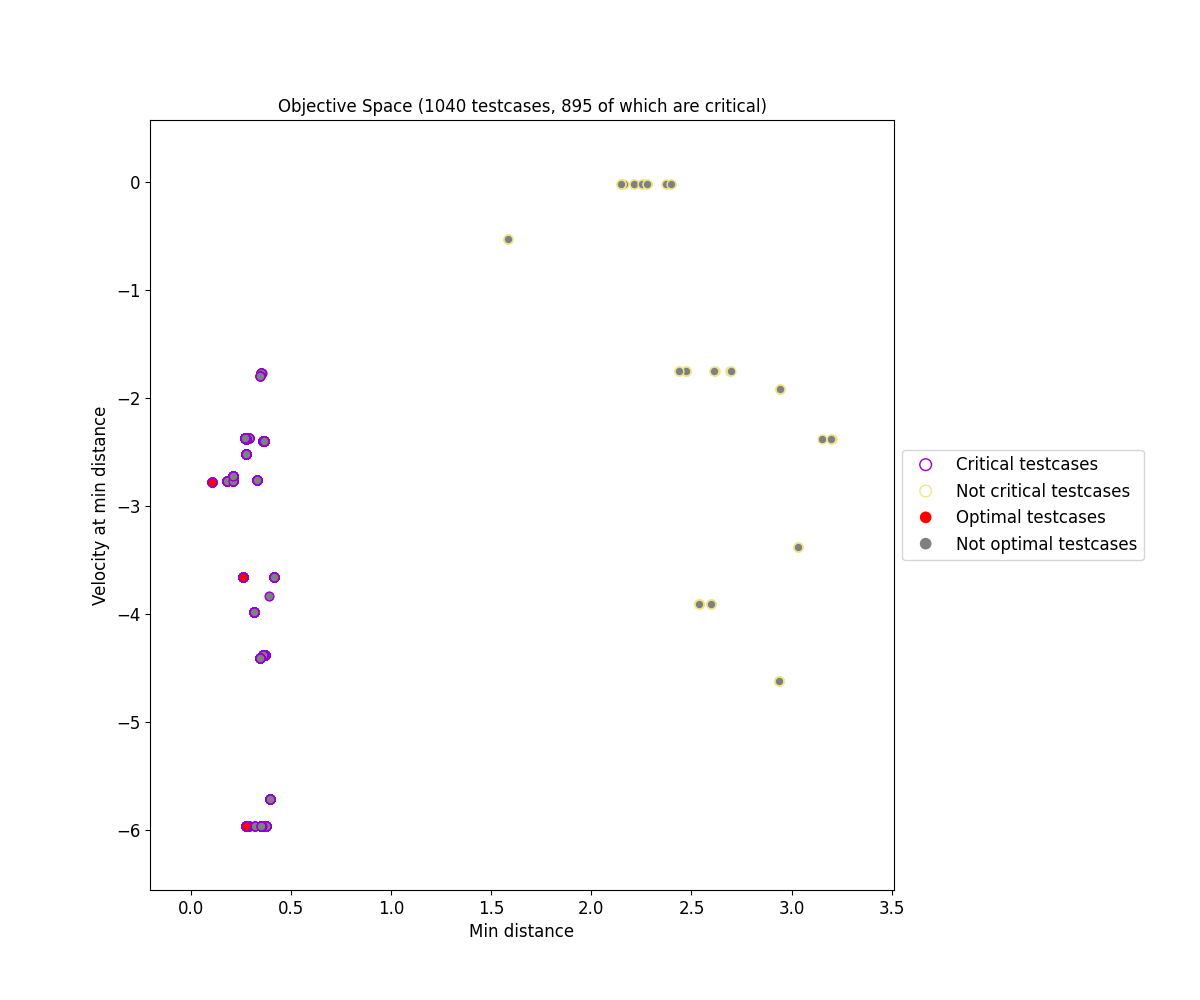 Objective Space (1040 testcases, 895 of which are critical)
0
−1
−2
−3
−4
−5
−6
Velocity at min distance
0.0 0.5 1.0 1.5 2.0 2.5 3.0 3.5
Min distance
Critical testcases
Not critical testcases
Optimal testcases
Not optimal testcases